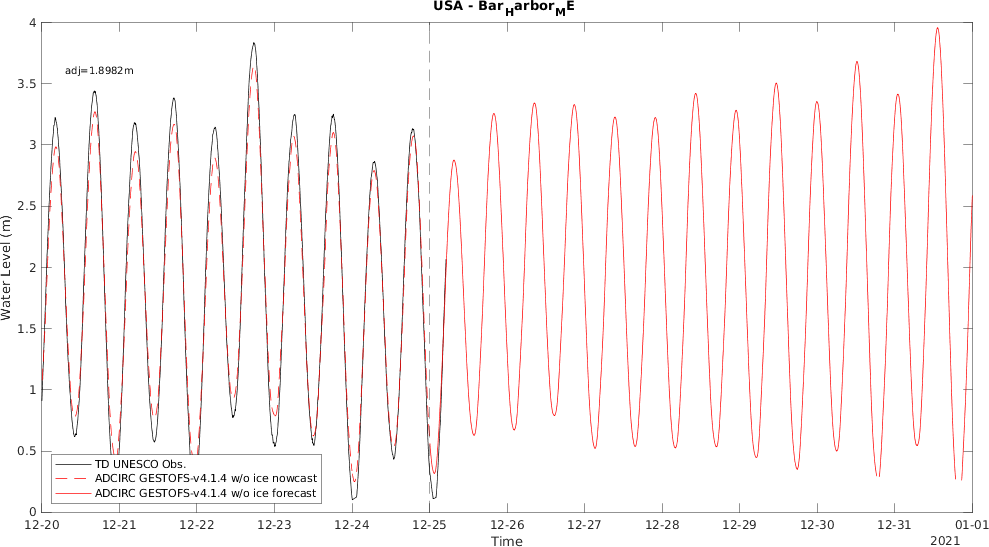 USA - Bar_Harbor_ME
adj=1.8982m
4
3.5
3
2.5
2
1.5
1
0.5
0
Water Level (m)
TD UNESCO Obs.
ADCIRC GESTOFS-v4.1.4 w/o ice nowcast
ADCIRC GESTOFS-v4.1.4 w/o ice forecast
12-20 12-21 12-22 12-23 12-24 12-25 12-26 12-27 12-28 12-29 12-30 12-31 01-01
Time
2021